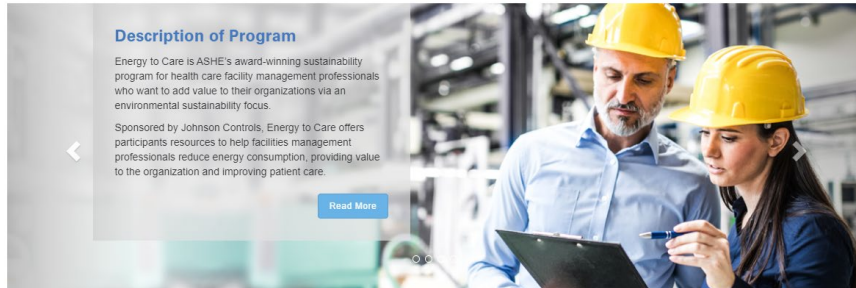 Description of Program
Energy to Care is ASHE's award-winning sustainability
program for health care facility management professionals
who want to add value to their organizations via an
environmental sustainability focus.
Sponsored by Johnson Controls, Energy to Care offers
participants resources to help facilities management
professionals reduce energy consumption, providing value
to the organization and improving patient care.
Read More